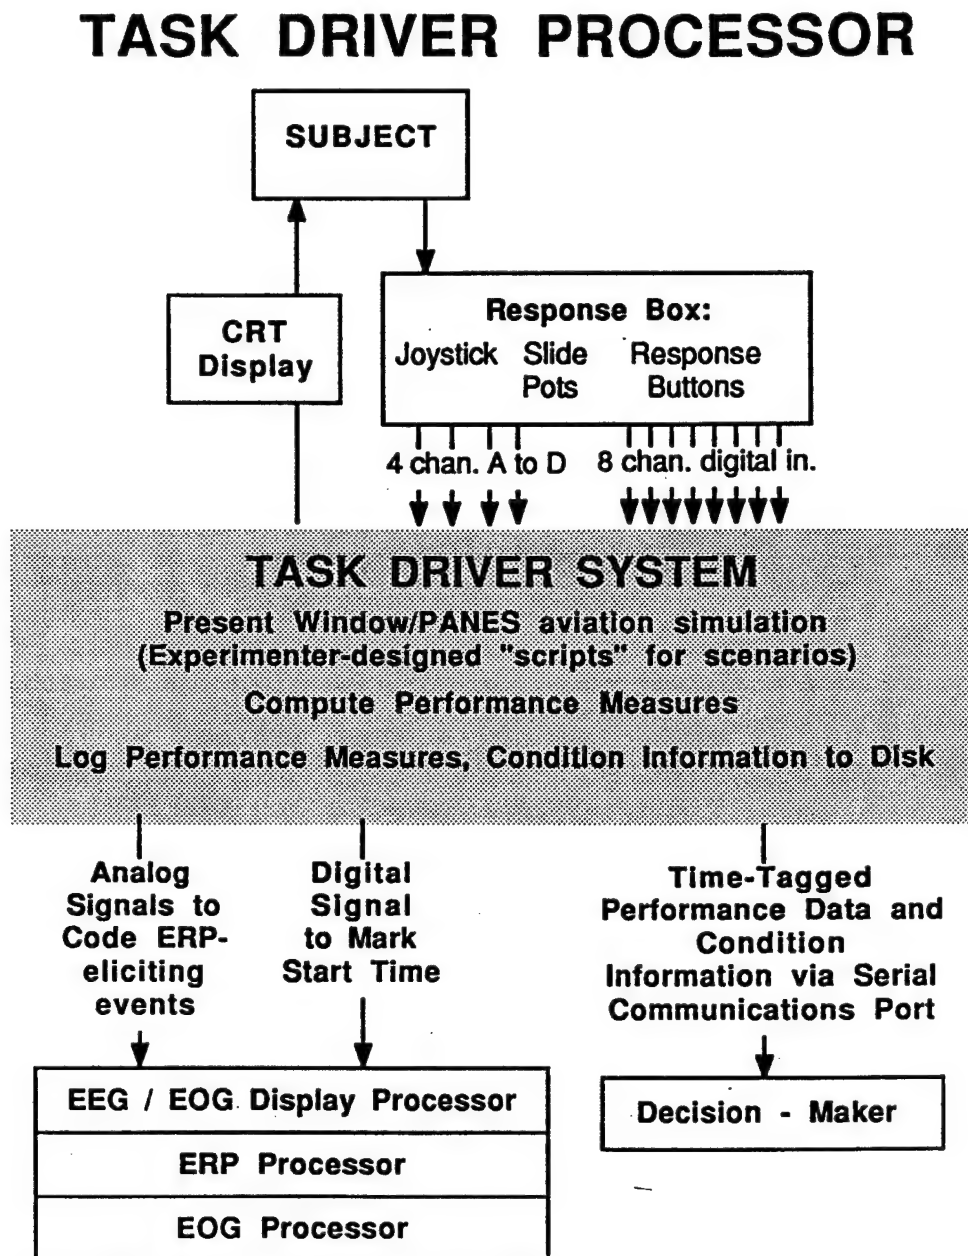 TASK DRIVER PROCESSOR
SUBJECT
CRT
Display
Response Box:
Joystick Slide Response
Pots Buttons
4 chan. A to D 8 chan. digital in.
TASK DRIVER SYSTEM
Present Window/PANES aviation simulation
(Experimenter-designed "scripts" for scenarios)
Compute Performance Measures
Log Performance Measures, Condition Information to Disk
Analog
Signals to
Code ERP-
eliciting
events
Digital
Signal
to Mark
Start Time
Time-Tagged
Performance Data and
Condition
Information via Serial
Communications Port
EEG / EOG Display Processor
ERP Processor
EOG Processor
Decision - Maker